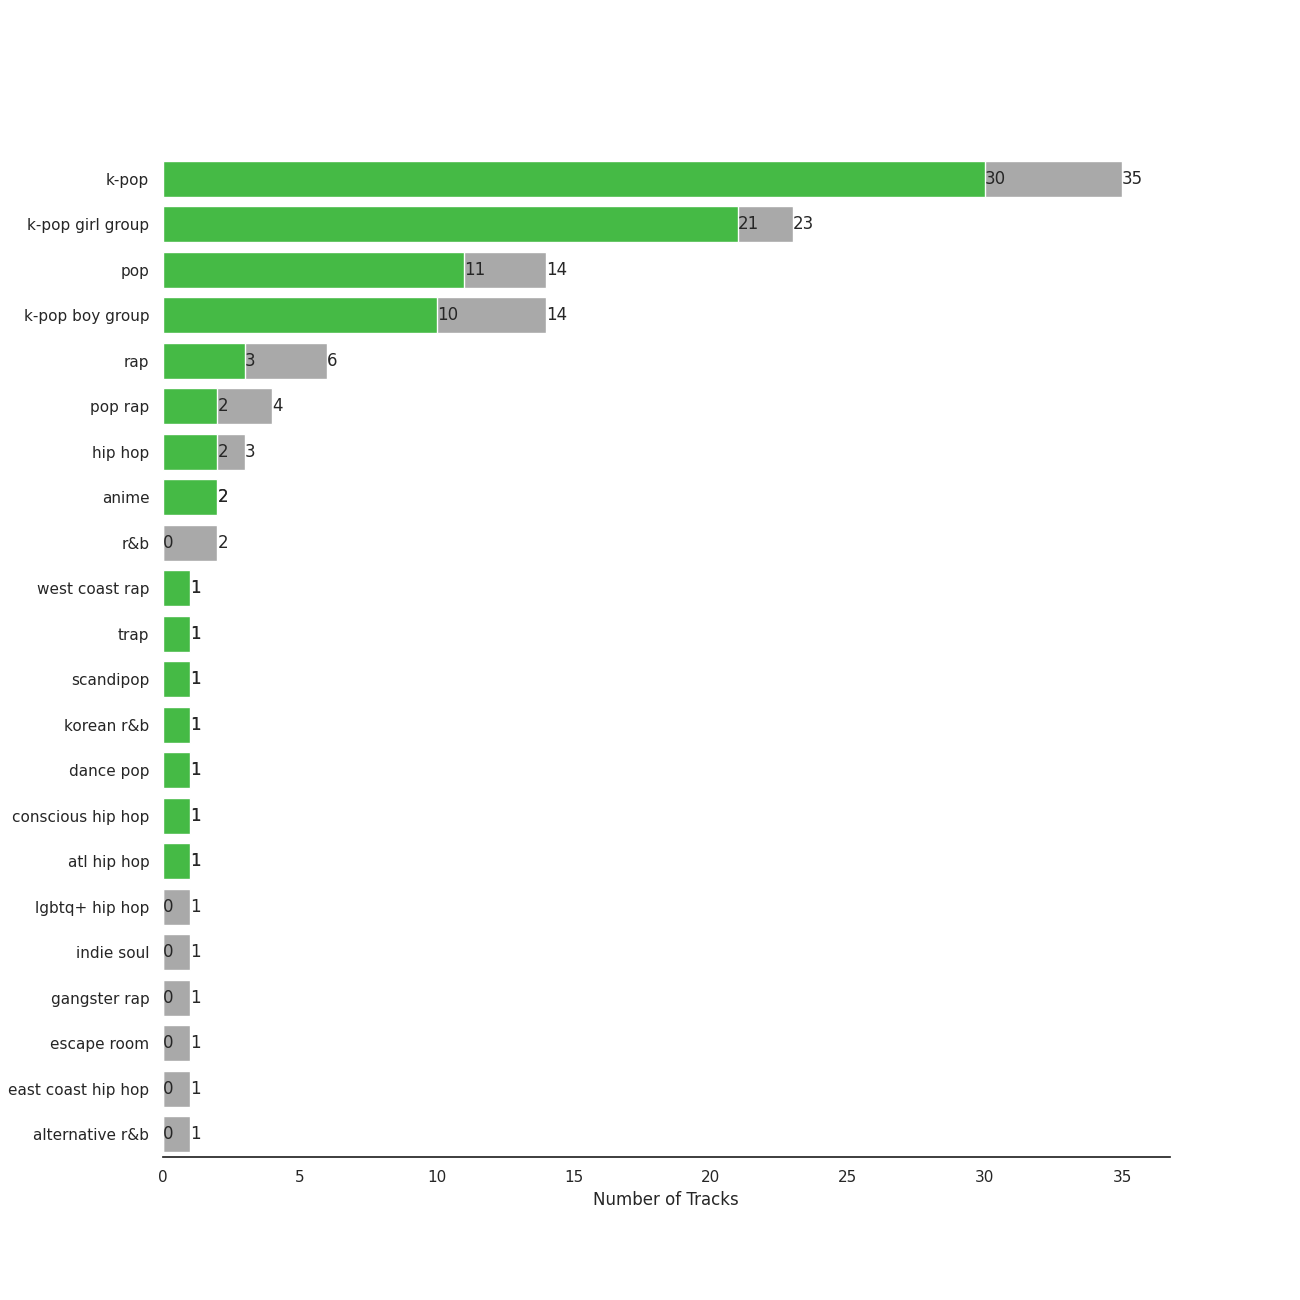 k-pop 30 35
k-pop girl group 21 23
pop 11 14
k-pop boy group 10 14
rap 3 6
pop rap 2 4
hip hop 2 3
anime 2
r&b 0 2
west coast rap 1
trap 1
scandipop 1
korean r&b 1
dance pop 1
conscious hip hop 1
atl hip hop 1
lgbtq+ hip hop 0 1
indie soul 0 1
gangster rap 0 1
escape room 0 1
east coast hip hop 0 1
alternative r&b 0 1
0 5 10 15 20 25 30 35
Number of Tracks